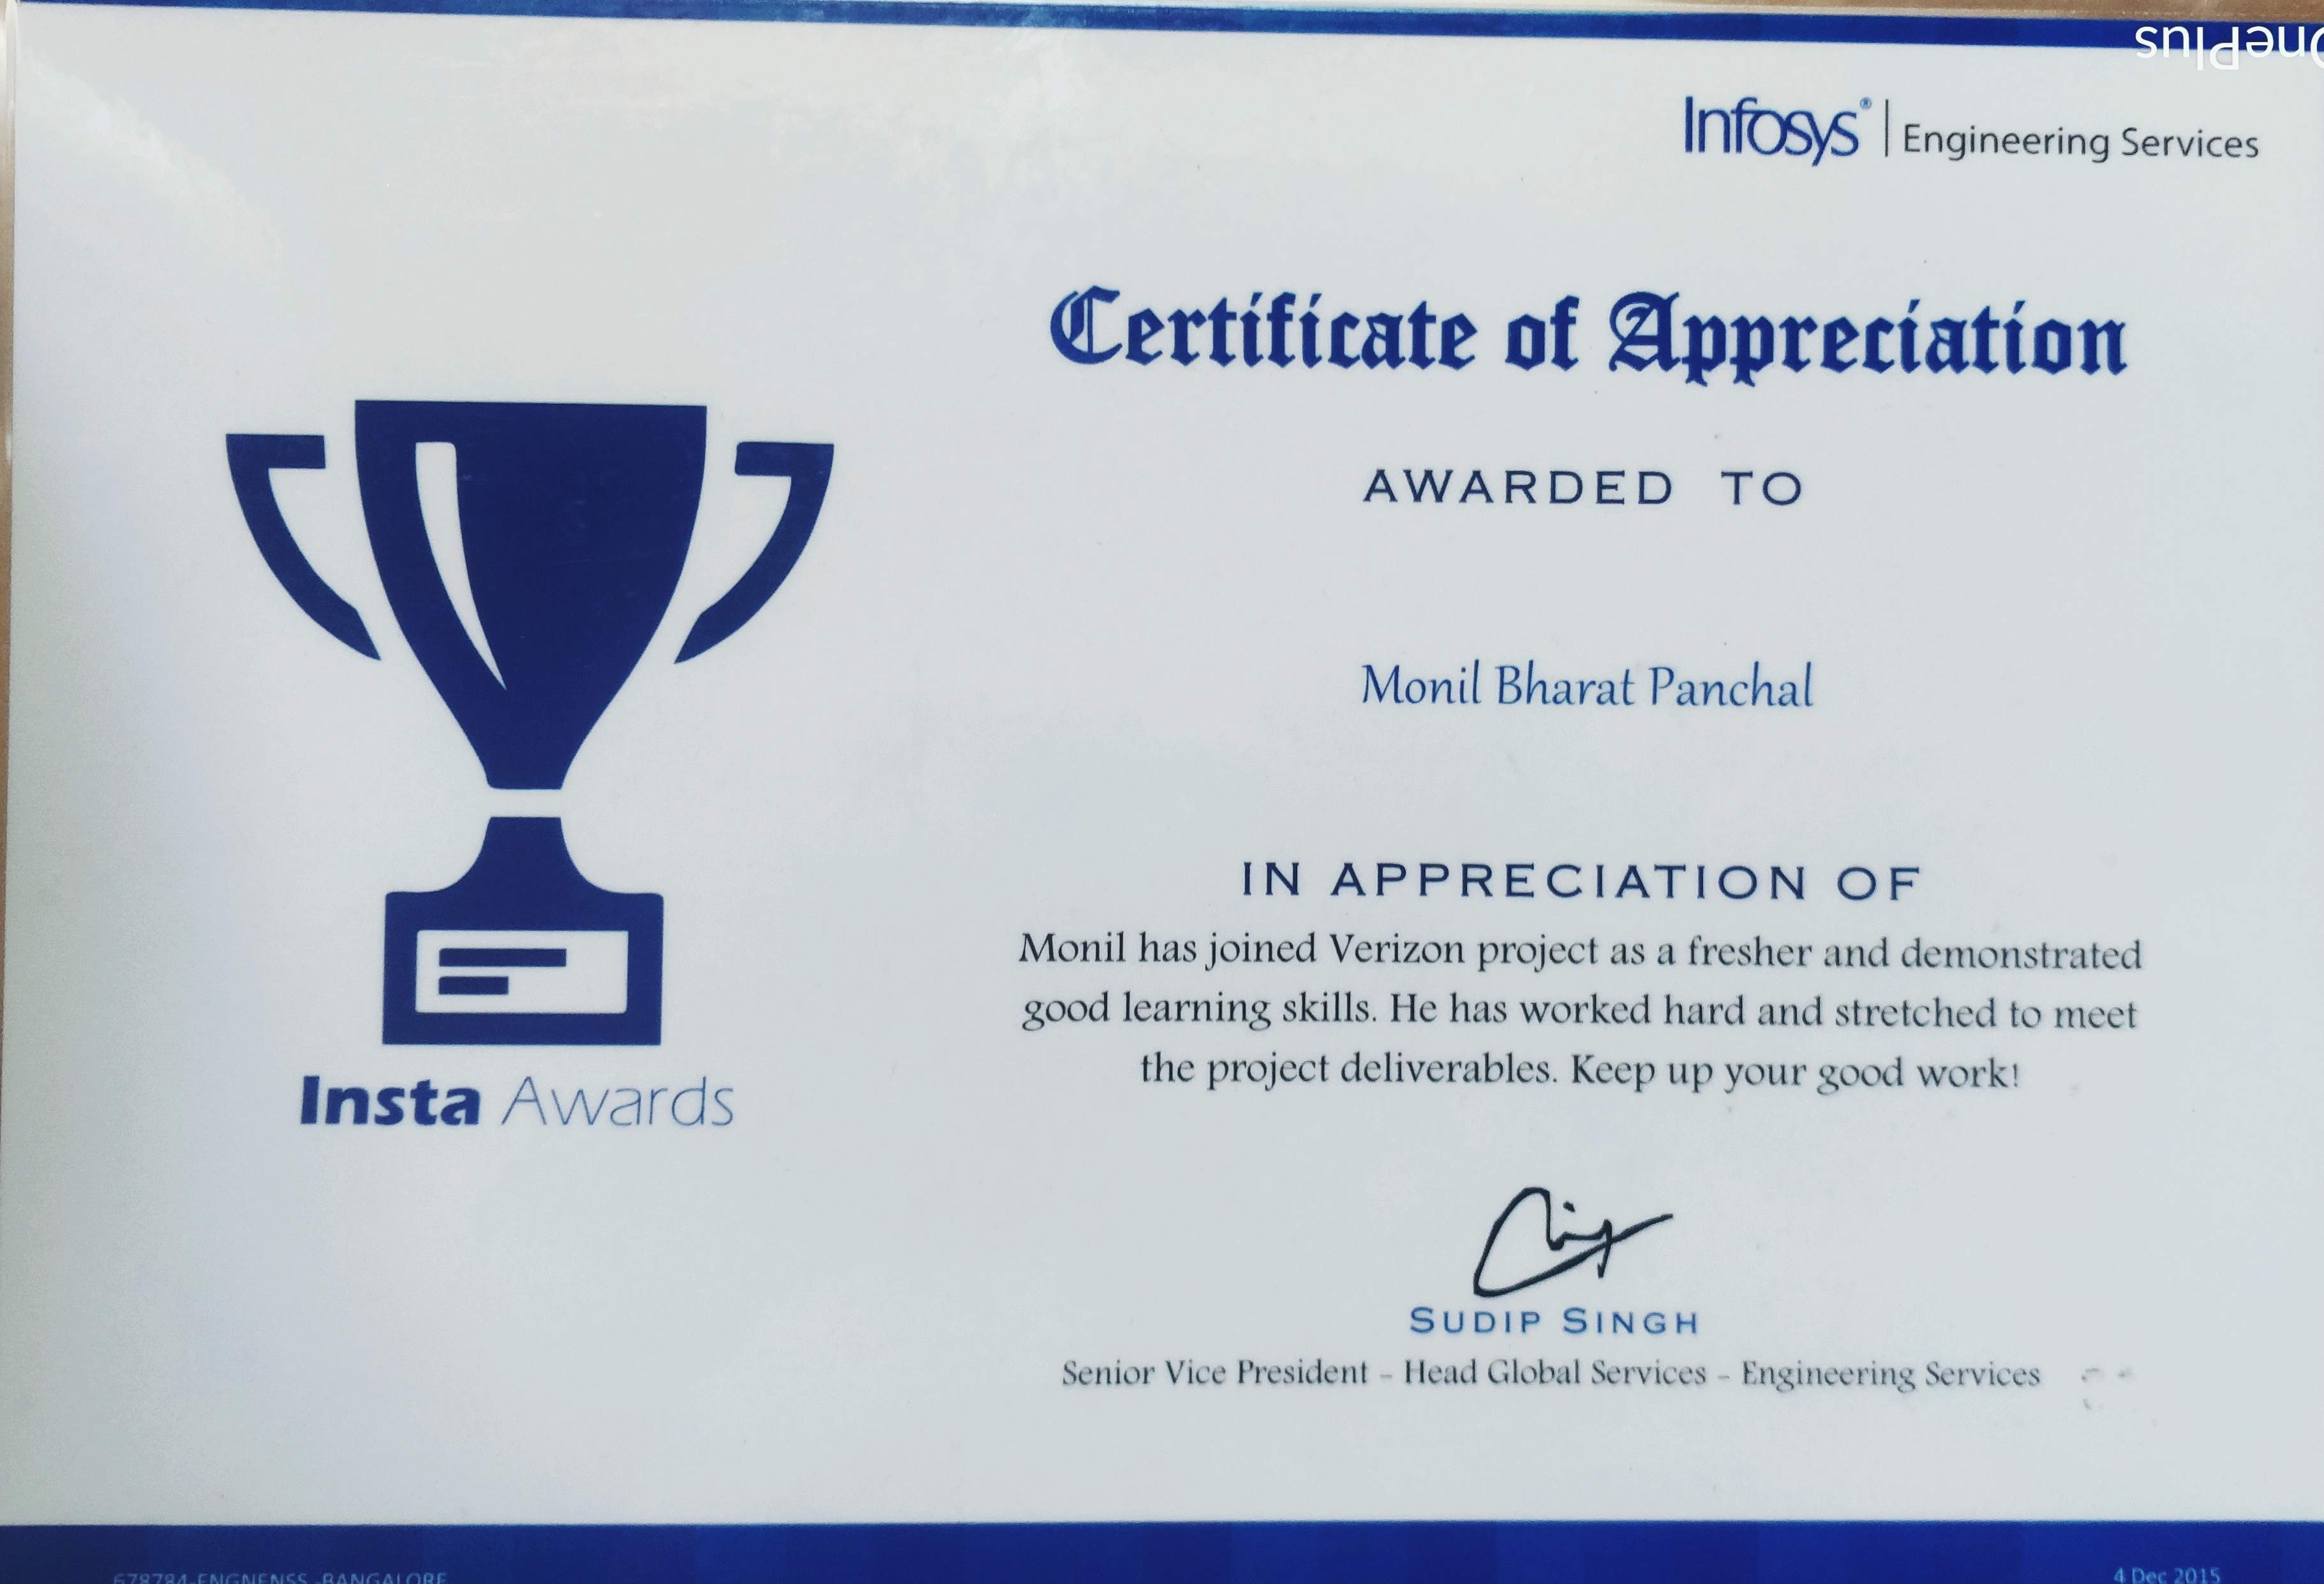 OnePlus
Infosys® | Engineering Services
Certificate of Appreciation
AWARDED TO
Monil Bharat Panchal
IN APPRECIATION OF
Monil has joined Verizon project as a fresher and demonstrated
good learning skills. He has worked hard and stretched to meet
the project deliverables. Keep up your good work!
Insta Awards
SUDIP SINGH
Senior Vice President - Head Global Services - Engineering Services
678784-ENGNENSS -BANGALORE
4 Dec 2015